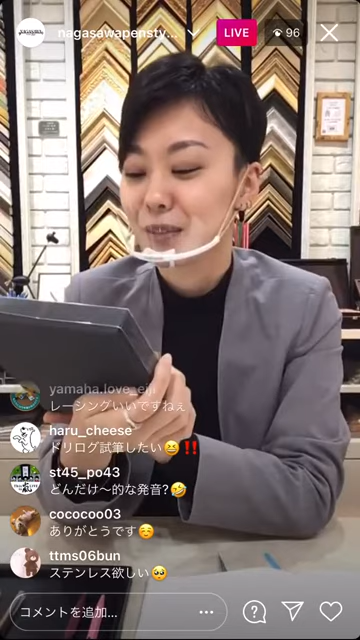 nagasawapensty...
LIVE
96
yamaha.love_eiji
レーシングいいですねぇ
haru_cheese
ドリログ試筆したい😆‼️
st45_po43
どんだけ〜的な発音?🤣
cococoo03
ありがとうです☺️
ttms06bun
ステンレス欲しい🥺
コメントを追加...